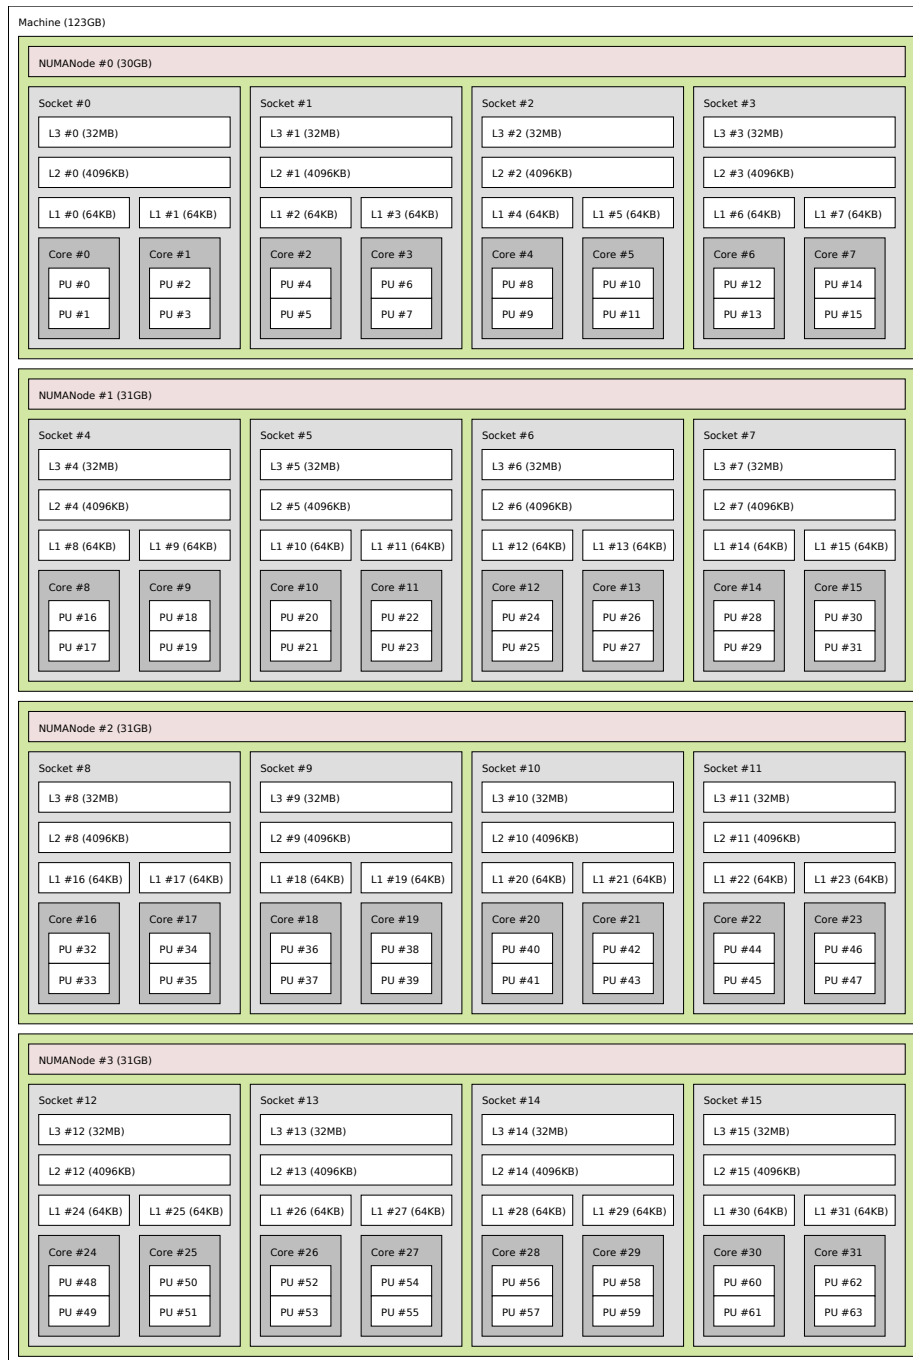 Machine (123GB)
NUMANode #0 (30GB)
Socket #0 Socket #1 Socket #2 Socket #3
L3 #0 (32MB) L3 #1 (32MB) L3 #2 (32MB) L3 #3 (32MB)
L2 #0 (4096KB) L2 #1 (4096KB) L2 #2 (4096KB) L2 #3 (4096KB)
L1 #0 (64KB) L1 #1 (64KB) L1 #2 (64KB) L1 #3 (64KB) L1 #4 (64KB) L1 #5 (64KB) L1 #6 (64KB) L1 #7 (64KB)
Core #0 Core #1 Core #2 Core #3 Core #4 Core #5 Core #6 Core #7
PU #0 PU #2 PU #4 PU #6 PU #8 PU #10 PU #12 PU #14
PU #1 PU #3 PU #5 PU #7 PU #9 PU #11 PU #13 PU #15
NUMANode #1 (31GB)
Socket #4 Socket #5 Socket #6 Socket #7
L3 #4 (32MB) L3 #5 (32MB) L3 #6 (32MB) L3 #7 (32MB)
L2 #4 (4096KB) L2 #5 (4096KB) L2 #6 (4096KB) L2 #7 (4096KB)
L1 #8 (64KB) L1 #9 (64KB) L1 #10 (64KB) L1 #11 (64KB) L1 #12 (64KB) L1 #13 (64KB) L1 #14 (64KB) L1 #15 (64KB)
Core #8 Core #9 Core #10 Core #11 Core #12 Core #13 Core #14 Core #15
PU #16 PU #18 PU #20 PU #22 PU #24 PU #26 PU #28 PU #30
PU #17 PU #19 PU #21 PU #23 PU #25 PU #27 PU #29 PU #31
NUMANode #2 (31GB)
Socket #8 Socket #9 Socket #10 Socket #11
L3 #8 (32MB) L3 #9 (32MB) L3 #10 (32MB) L3 #11 (32MB)
L2 #8 (4096KB) L2 #9 (4096KB) L2 #10 (4096KB) L2 #11 (4096KB)
L1 #16 (64KB) L1 #17 (64KB) L1 #18 (64KB) L1 #19 (64KB) L1 #20 (64KB) L1 #21 (64KB) L1 #22 (64KB) L1 #23 (64KB)
Core #16 Core #17 Core #18 Core #19 Core #20 Core #21 Core #22 Core #23
PU #32 PU #34 PU #36 PU #38 PU #40 PU #42 PU #44 PU #46
PU #33 PU #35 PU #37 PU #39 PU #41 PU #43 PU #45 PU #47
NUMANode #3 (31GB)
Socket #12 Socket #13 Socket #14 Socket #15
L3 #12 (32MB) L3 #13 (32MB) L3 #14 (32MB) L3 #15 (32MB)
L2 #12 (4096KB) L2 #13 (4096KB) L2 #14 (4096KB) L2 #15 (4096KB)
L1 #24 (64KB) L1 #25 (64KB) L1 #26 (64KB) L1 #27 (64KB) L1 #28 (64KB) L1 #29 (64KB) L1 #30 (64KB) L1 #31 (64KB)
Core #24 Core #25 Core #26 Core #27 Core #28 Core #29 Core #30 Core #31
PU #48 PU #50 PU #52 PU #54 PU #56 PU #58 PU #60 PU #62
PU #49 PU #51 PU #53 PU #55 PU #57 PU #59 PU #61 PU #63